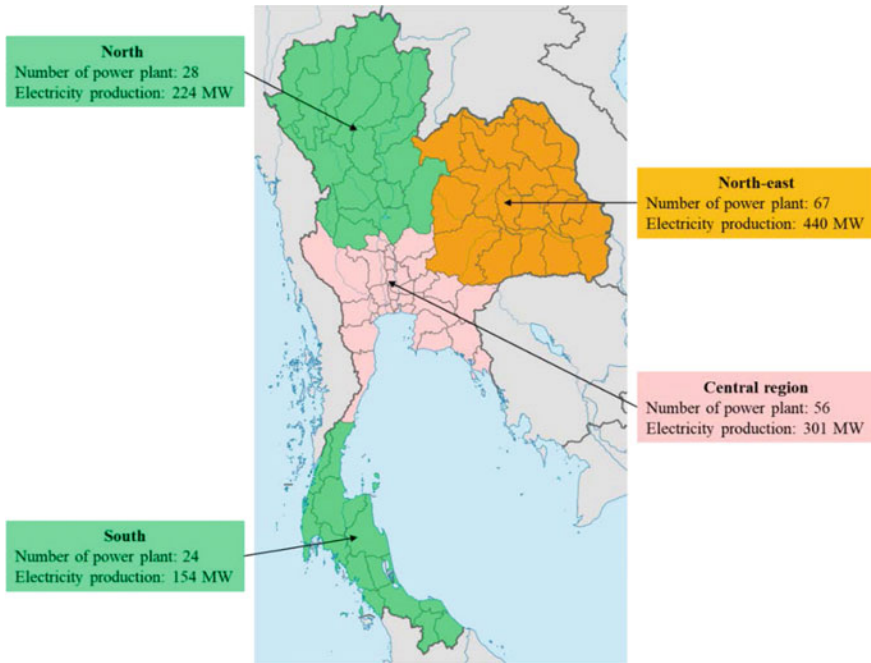 North
Number of power plant: 28
Electricity production: 224 MW
North-east
Number of power plant: 67
Electricity production: 440 MW
Central region
Number of power plant: 56
Electricity production: 301 MW
South
Number of power plant: 24
Electricity production: 154 MW